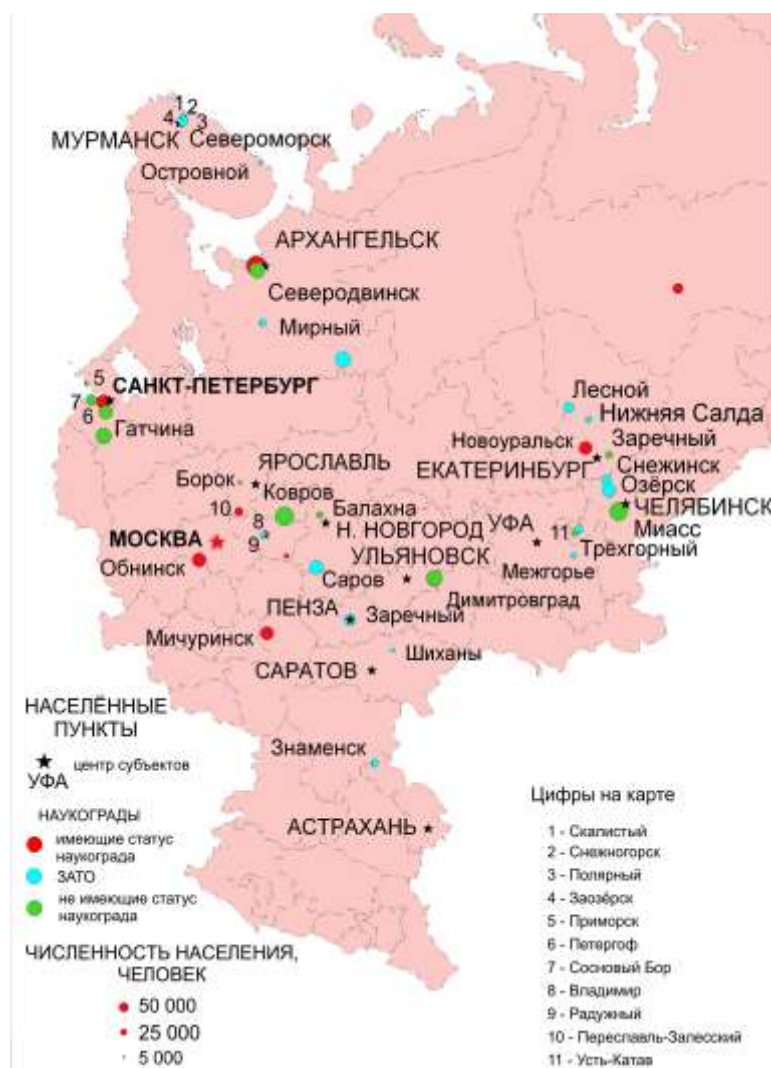 1
2
4
3
МУРМАНСК Североморск
Островной
АРХАНГЕЛЬСК
Северодвинск
Мирный
5
САНКТ-ПЕТЕРБУРГ
7
6
Гатчина
Лесной
Нижняя Салда
Новоуральск
Заречный
ЕКАТЕРИНБУРГ
Снежинск
Озёрск
ЧЕЛЯБИНСК
Миасс
ЯРОСЛАВЛЬ
Борок
Ковров
10
8
Балахна
Н. НОВГОРОД
УФА
11
МОСКВА
9
УЛЬЯНОВСК
Трёхгорный
Обнинск
Саров
Межгорье
Димитровград
ПЕНЗА
Заречный
Мичуринск
Шиханы
САРАТОВ
НАСЕЛЁННЫЕ
ПУНКТЫ
центр субъектов
УФА
Знаменск
АСТРАХАНЬ
НАУКОГРАДЫ
имеющие статус
наукограда
ЗАТО
не имеющие статус
наукограда
ЧИСЛЕННОСТЬ НАСЕЛЕНИЯ,
ЧЕЛОВЕК
50 000
25 000
5 000
Цифры на карте
1 - Скалистый
2 - Снежногорск
3 - Полярный
4 - Заозёрск
5 - Приморск
6 - Петергоф
7 - Сосновый Бор
8 - Владимир
9 - Радужный
10 - Переславль-Залесский
11 - Усть-Катав